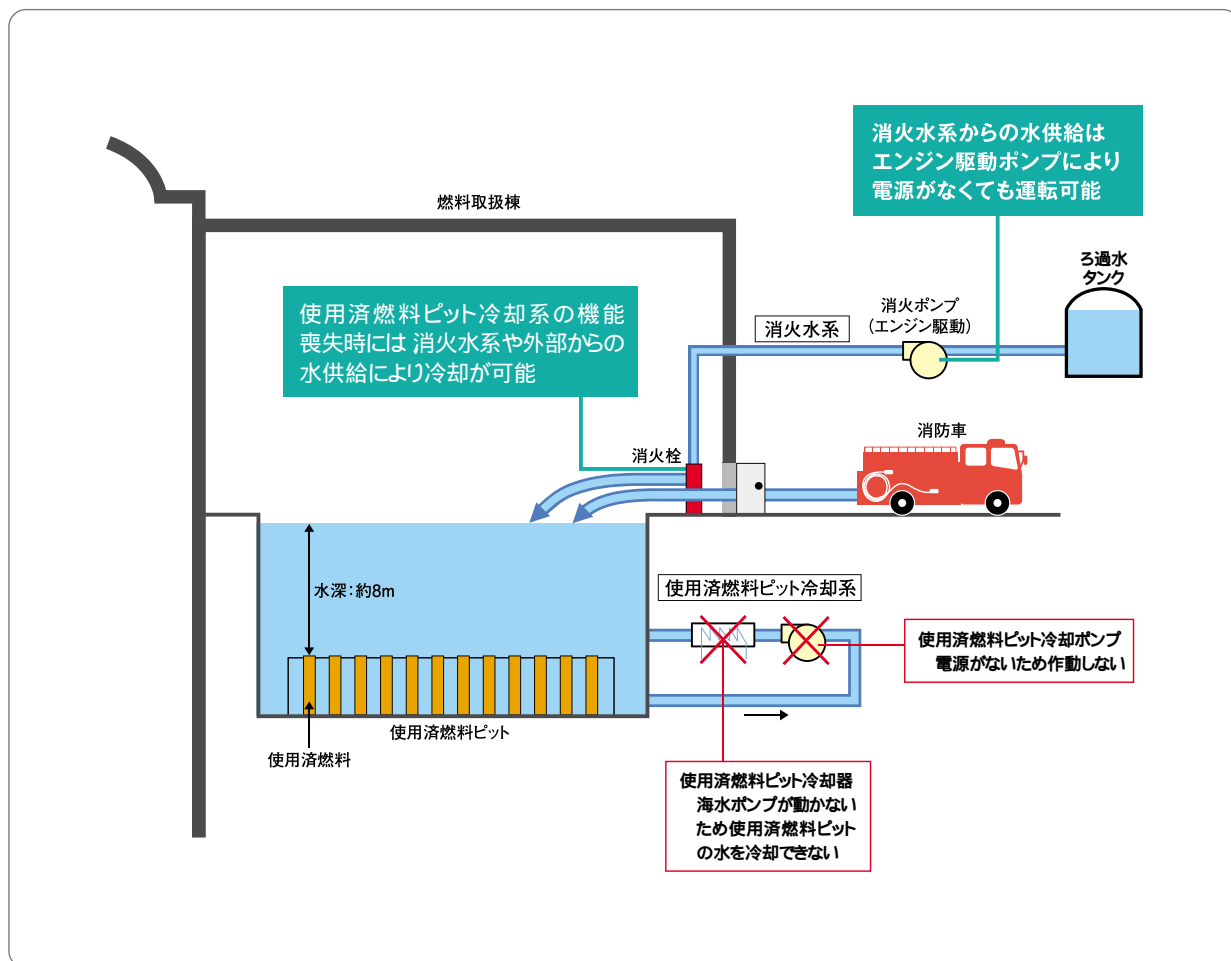 消火水系からの水供給は
エンジン駆動ポンプにより
電源がなくても運転可能
燃料取扱棟
ろ過水
タンク
使用済燃料ピット冷却系の機能
喪失時には、消火水系や外部からの
水供給により冷却が可能
消火ポンプ
(エンジン駆動)
消火水系
消防車
消火栓
水深:約8m
使用済燃料ピット冷却系
使用済燃料ピット冷却ポンプ
電源がないため作動しない
使用済燃料ピット
使用済燃料
使用済燃料ピット冷却器
海水ポンプが動かない
ため使用済燃料ピット
の水を冷却できない